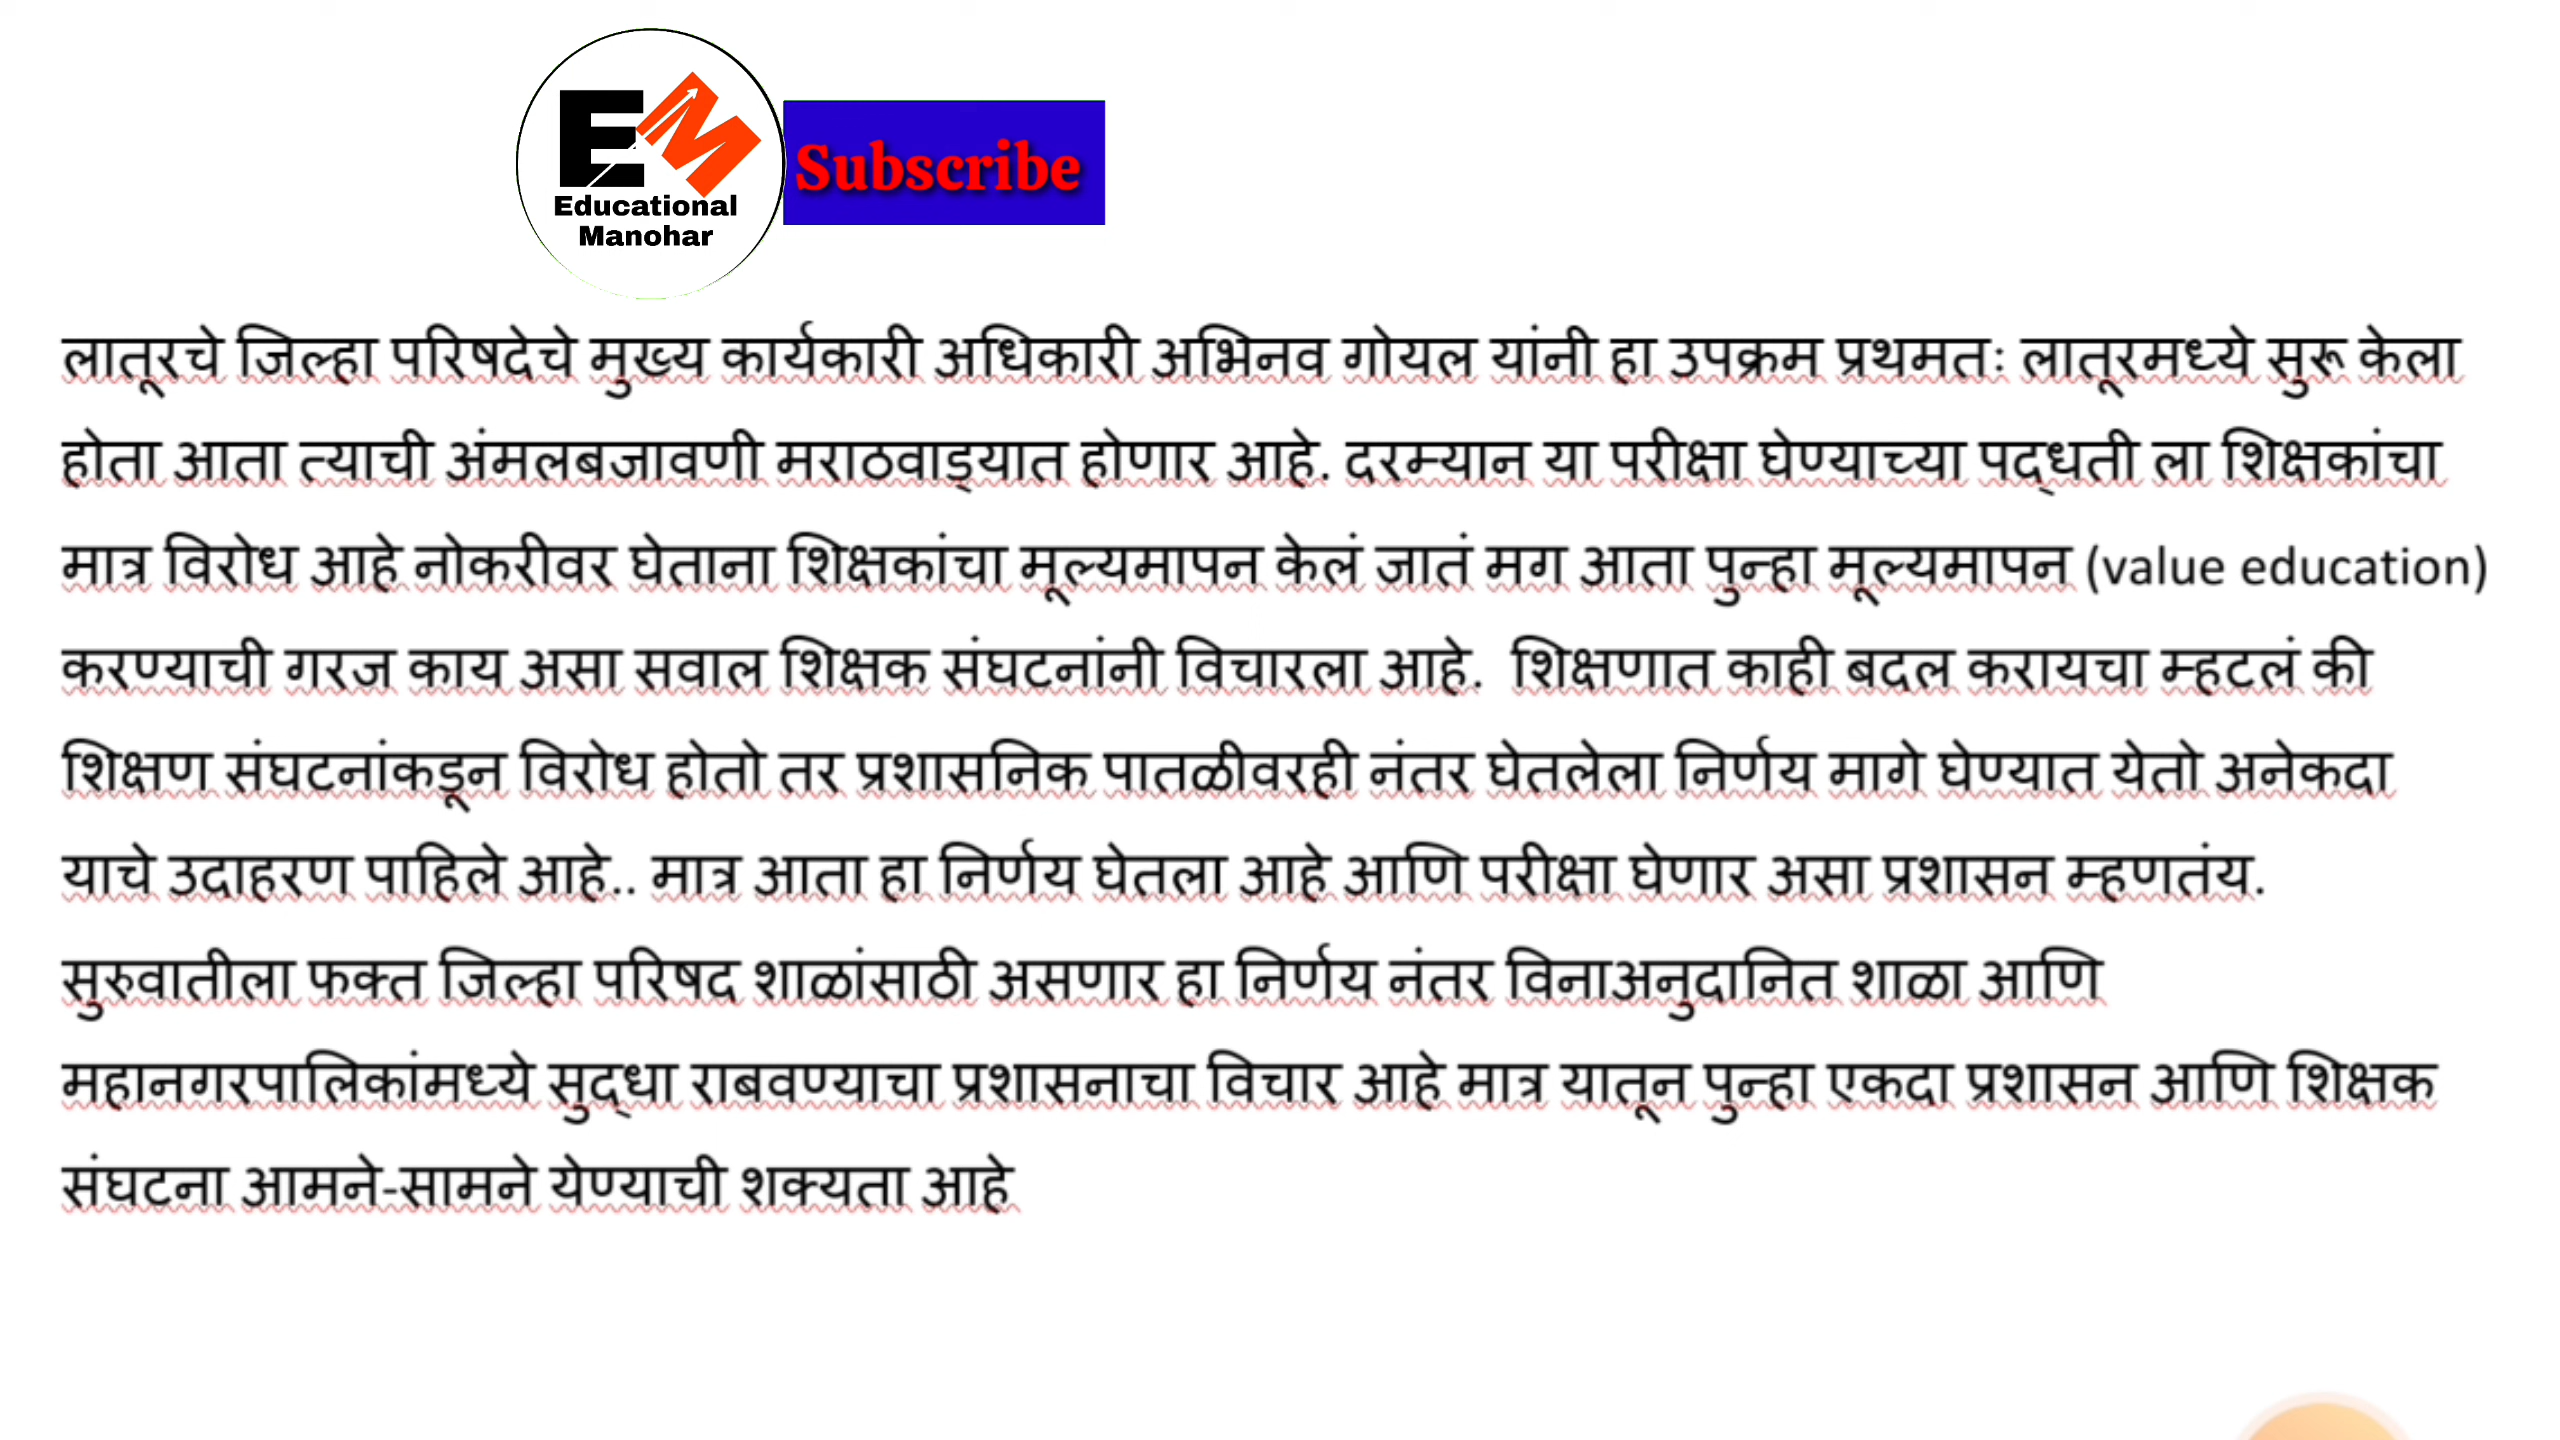 EM
Educational
Manohar
Subscribe
लातूरचे जिल्हा परिषदेचे मुख्य कार्यकारी अधिकारी अभिनव गोयल यांनी हा उपक्रम प्रथमतः लातूरमध्ये सुरू केला
होता आता त्याची अंमलबजावणी मराठवाड्यात होणार आहे. दरम्यान या परीक्षा घेण्याच्या पद्धती ला शिक्षकांचा
मात्र विरोध आहे नोकरीवर घेताना शिक्षकांचा मूल्यमापन केलं जातं मग आता पुन्हा मूल्यमापन (value education)
करण्याची गरज काय असा सवाल शिक्षक संघटनांनी विचारला आहे.  शिक्षणात काही बदल करायचा म्हटलं की
शिक्षण संघटनांकडून विरोध होतो तर प्रशासनिक पातळीवरही नंतर घेतलेला निर्णय मागे घेण्यात येतो अनेकदा
याचे उदाहरण पाहिले आहे.. मात्र आता हा निर्णय घेतला आहे आणि परीक्षा घेणार असा प्रशासन म्हणतंय.
सुरुवातीला फक्त जिल्हा परिषद शाळांसाठी असणार हा निर्णय नंतर विनाअनुदानित शाळा आणि
महानगरपालिकांमध्ये सुद्धा राबवण्याचा प्रशासनाचा विचार आहे मात्र यातून पुन्हा एकदा प्रशासन आणि शिक्षक
संघटना आमने-सामने येण्याची शक्यता आहे